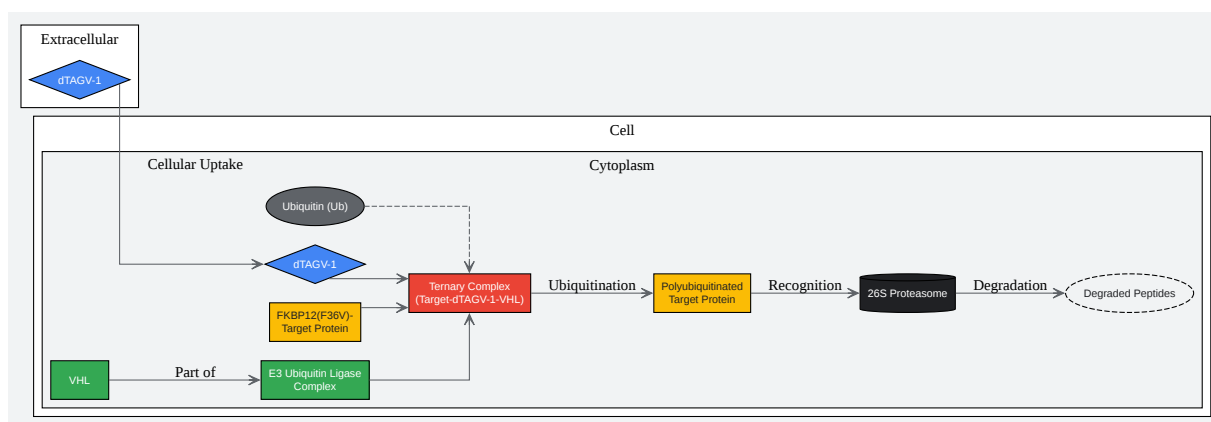 Extracellular
dTAGV-1
Cell
Cellular Uptake
Cytoplasm
Ubiquitin (Ub)
dTAGV-1
Ternary Complex
(Target-dTAGV-1-VHL)
Ubiquitination
Polyubiquitinated
Target Protein
Recognition
26S Proteasome
Degradation
Degraded Peptides
FKBP12(F36V)-
Target Protein
VHL
Part of
E3 Ubiquitin Ligase
Complex